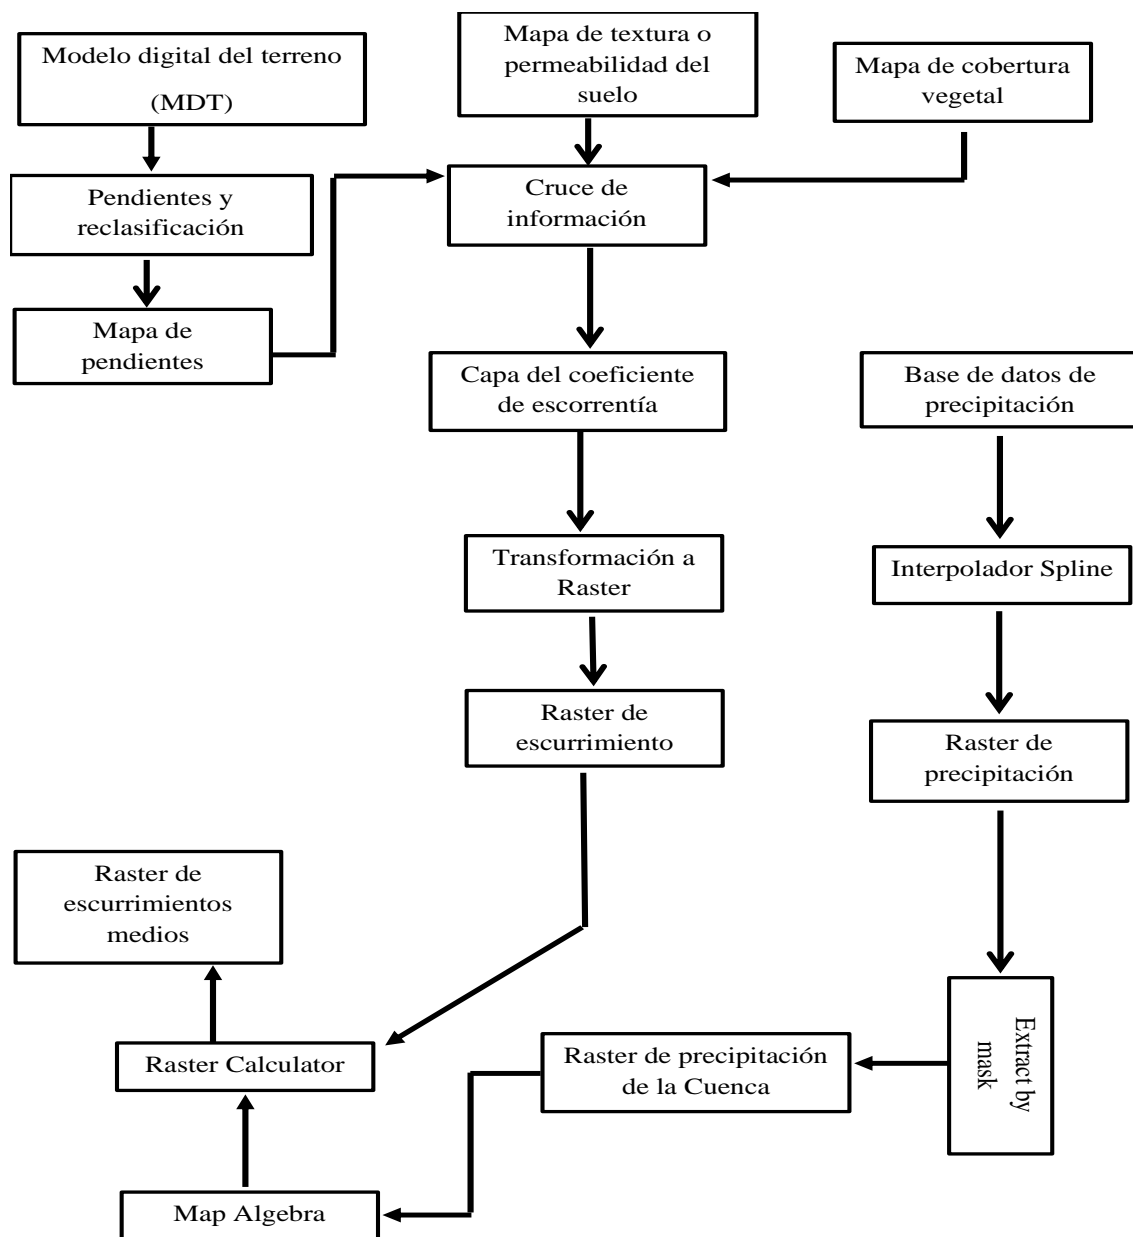 Modelo digital del terreno
(MDT)
Mapa de textura o
permeabilidad del
suelo
Mapa de cobertura
vegetal
Pendientes y
reclasificación
Cruce de
información
Mapa de
pendientes
Capa del coeficiente
de escorrentía
Base de datos de
precipitación
Transformación a
Raster
Interpolador Spline
Raster de
escurrimiento
Raster de
precipitación
Raster de
escurrimientos
medios
Extract by
mask
Raster Calculator
Raster de precipitación
de la Cuenca
Map Algebra